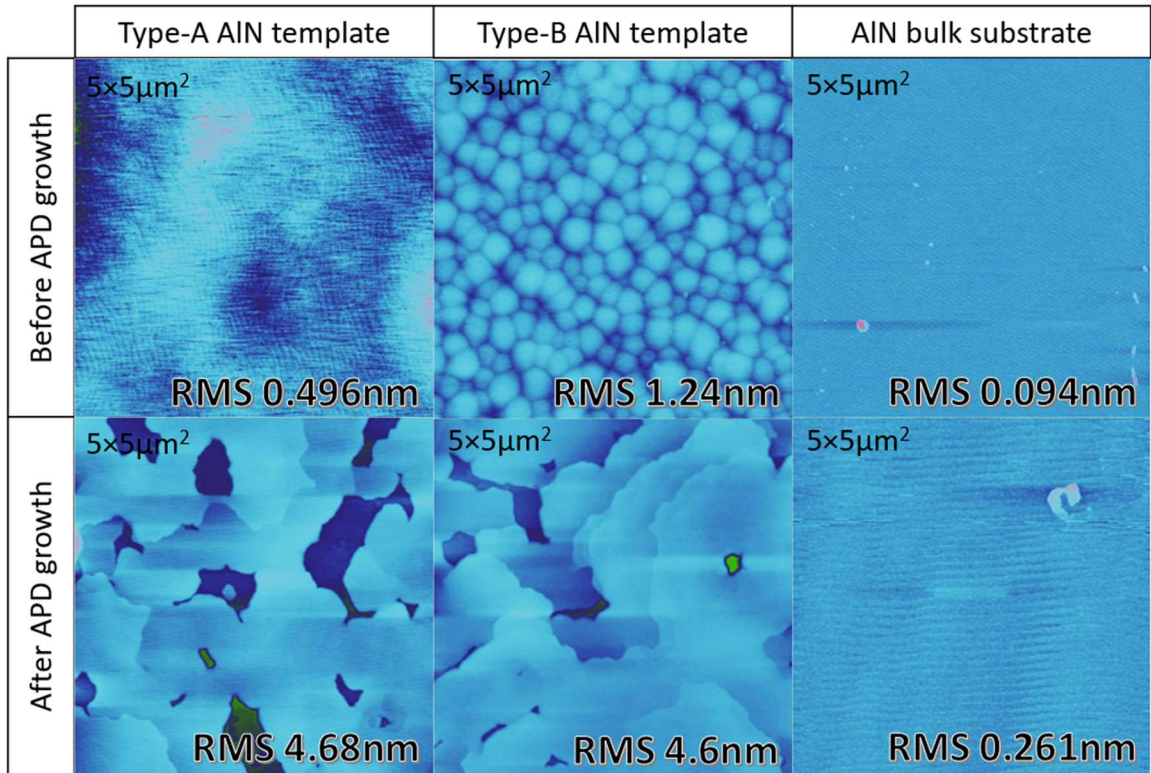 Type-A AlN template
Type-B AlN template
AlN bulk substrate
Before APD growth
5×5μm²
RMS 0.496nm
5×5μm²
RMS 1.24nm
5×5μm²
RMS 0.094nm
After APD growth
5×5μm²
RMS 4.68nm
5×5μm²
RMS 4.6nm
5×5μm²
RMS 0.261nm